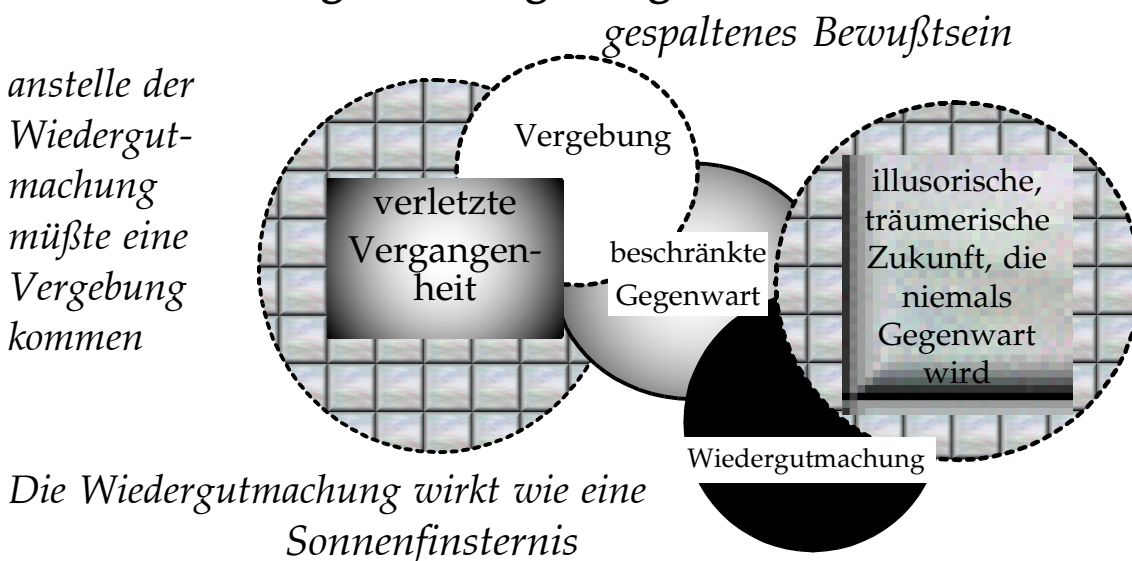 gespaltenes Bewußtsein
anstelle der
Wiedergut-
machung
müßte eine
Vergebung
kommen
Vergebung
verletzte
Vergangen-
heit
beschränkte
Gegenwart
illusorische,
träumerische
Zukunft, die
niemals
Gegenwart
wird
Wiedergutmachung
Die Wiedergutmachung wirkt wie eine
Sonnenfinsternis